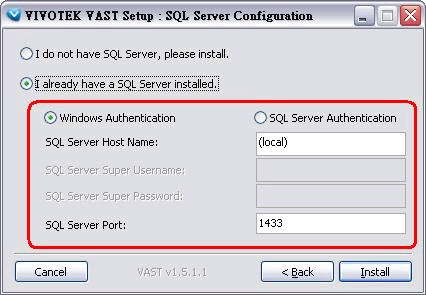 VIVOTEK VAST Setup : SQL Server Configuration
I do not have SQL Server, please install.
I already have a SQL Server installed.
Windows Authentication SQL Server Authentication
SQL Server Host Name: (local)
SQL Server Super Username:
SQL Server Super Password:
SQL Server Port: 1433
Cancel VAST v1.5.1.1 < Back Install